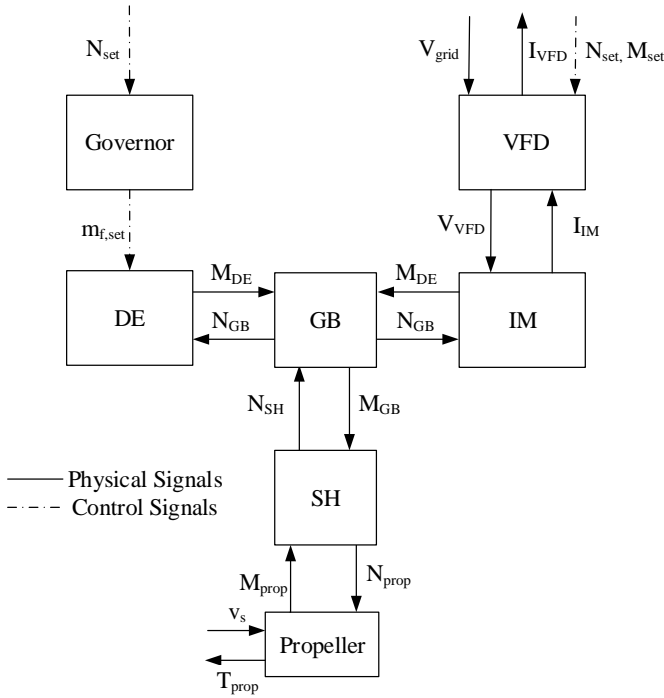 N_set
V_grid
I_VFD
N_set, M_set
Governor
VFD
m_f,set
V_VFD
I_IM
M_DE
M_DE
DE
GB
IM
N_GB
N_GB
N_SH
M_GB
Physical Signals
Control Signals
SH
M_prop
N_prop
v_s
Propeller
T_prop